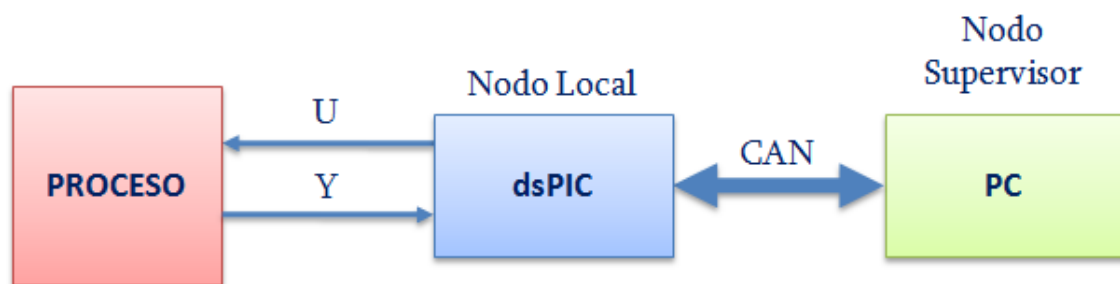 Nodo
Supervisor
Nodo Local
U
CAN
PROCESO
Y
dsPIC
PC